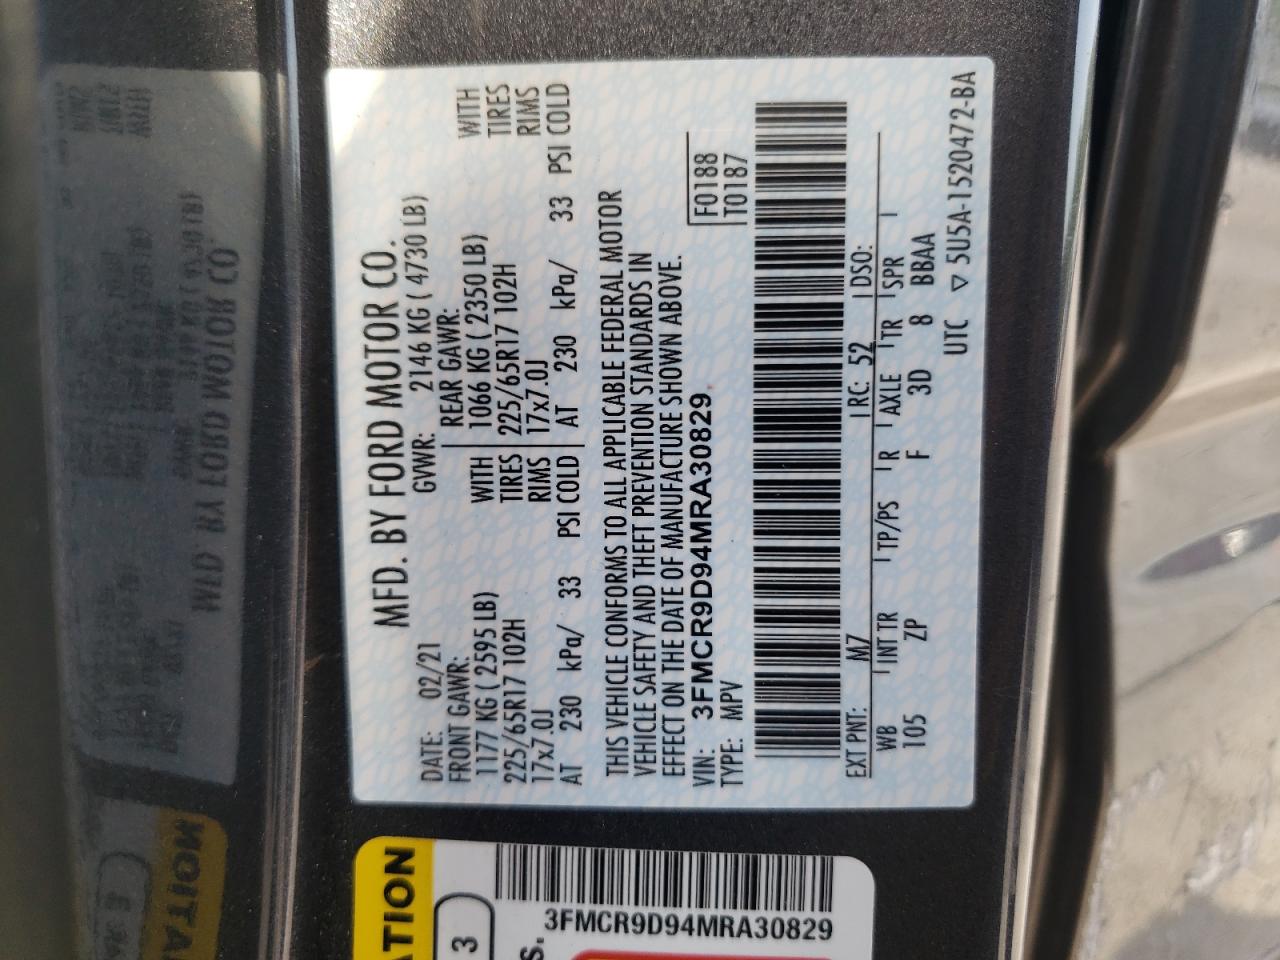 MFD. BY FORD MOTOR CO.
DATE: 02/21 GVWR: 2146 KG ( 4730 LB)
FRONT GAWR: REAR GAWR:
1177 KG ( 2595 LB) WITH 1066 KG ( 2350 LB) WITH
225/65R17 102H TIRES 225/65R17 102H TIRES
17x7.0J RIMS 17x7.0J RIMS
AT 230 kPa/ 33 PSI COLD AT 230 kPa/ 33 PSI COLD
THIS VEHICLE CONFORMS TO ALL APPLICABLE FEDERAL MOTOR
VEHICLE SAFETY AND THEFT PREVENTION STANDARDS IN
EFFECT ON THE DATE OF MANUFACTURE SHOWN ABOVE.
VIN: 3FMCR9D94MRA30829 F0188
TYPE: MPV T0187
EXT PNT: M7 RC: 52 DSO:
WB INT TR TP/PS R AXLE TR SPR
105 ZP F 3D 8 BBAA
UTC ▽ 5U5A-1520472-BA
ATION
3
3FMCR9D94MRA30829
S.